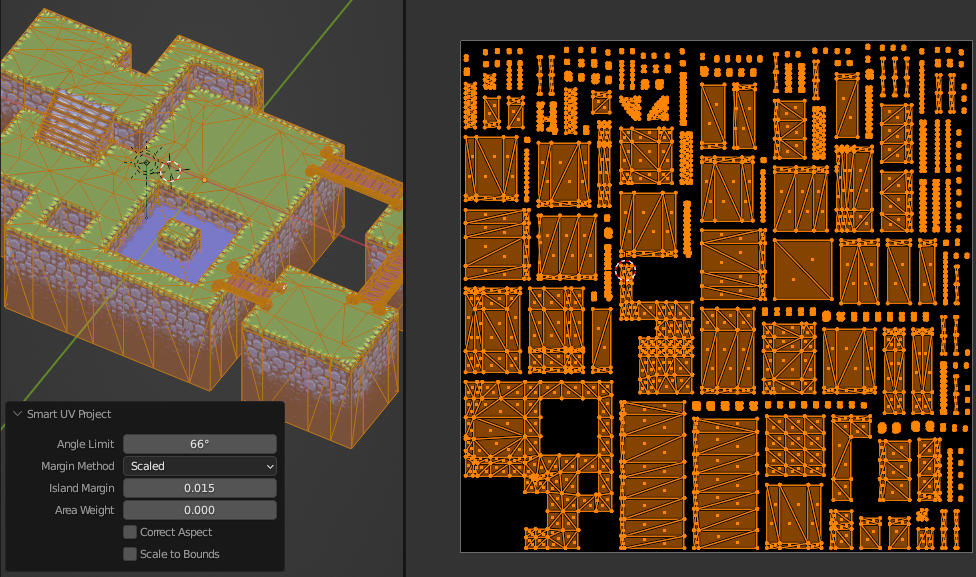 Smart UV Project
Angle Limit 66°
Margin Method Scaled
Island Margin 0.015
Area Weight 0.000
Correct Aspect
Scale to Bounds